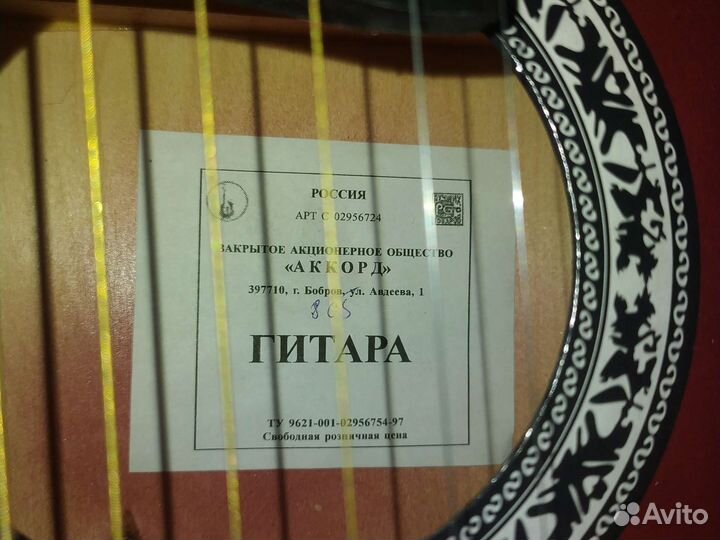 РОССИЯ
АРТ С 02956724
ЗАКРЫТОЕ АКЦИОНЕРНОЕ ОБЩЕСТВО
«АККОРД»
397710, г. Бобров, ул. Авдеева, 1
ГИТАРА
ТУ 9621-001-02956754-97
Свободная розничная цена
Avito